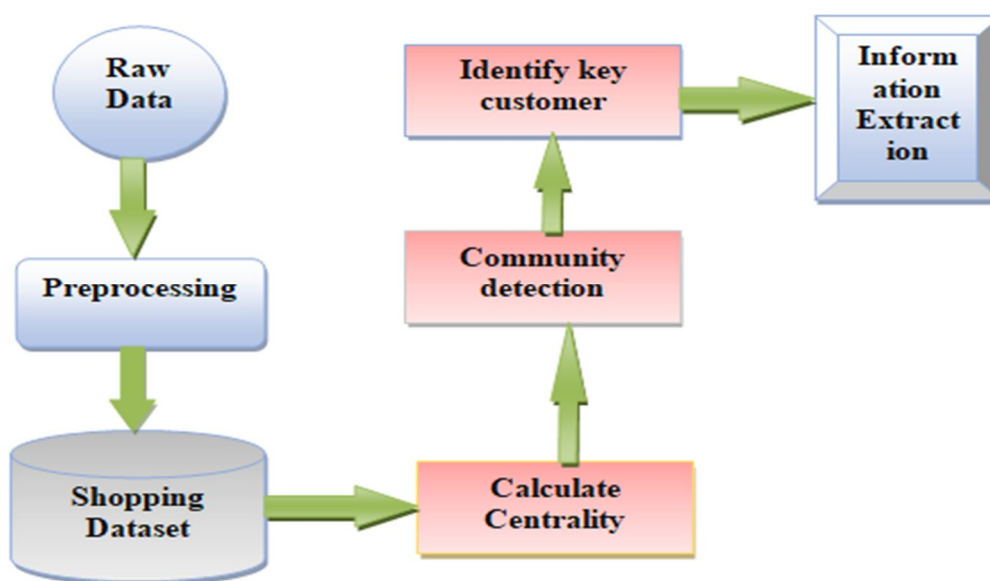 Raw
Data
Preprocessing
Shopping
Dataset
Calculate
Centrality
Community
detection
Identify key
customer
Inform
ation
Extract
ion